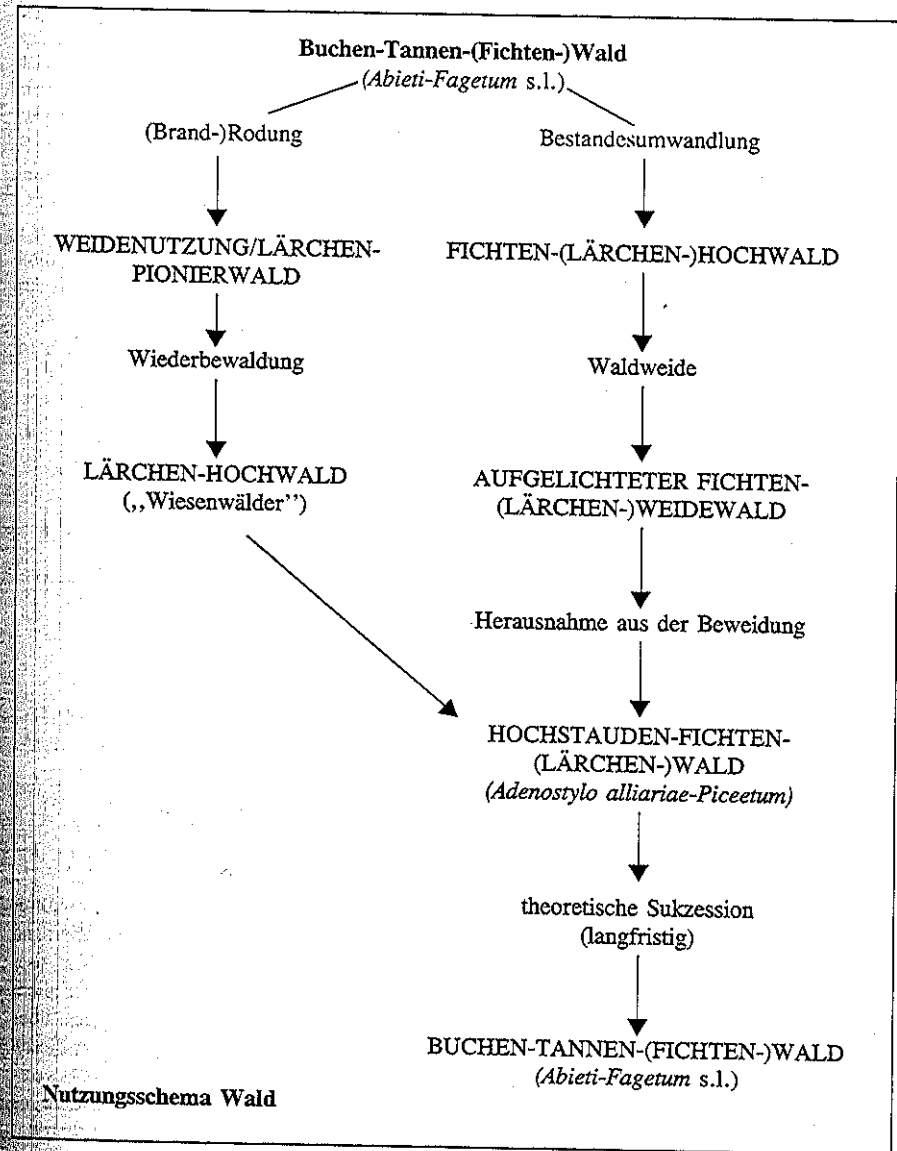 Buchen-Tannen-(Fichten-)Wald
(Abieti-Fagetum s.l.)
(Brand-)Rodung
Bestandesumwandlung
WEIDENUTZUNG/LÄRCHEN-
PIONIERWALD
FICHTEN-(LÄRCHEN-)HOCHWALD
Wiederbewaldung
Waldweide
LÄRCHEN-HOCHWALD
(,,Wiesenwälder”)
AUFGELICHTETER FICHTEN-
(LÄRCHEN-)WEIDEWALD
Herausnahme aus der Beweidung
HOCHSTAUDEN-FICHTEN-
(LÄRCHEN-)WALD
(Adenostylo alliariae-Piceetum)
theoretische Sukzession
(langfristig)
BUCHEN-TANNEN-(FICHTEN-)WALD
(Abieti-Fagetum s.l.)
Nutzungsschema Wald